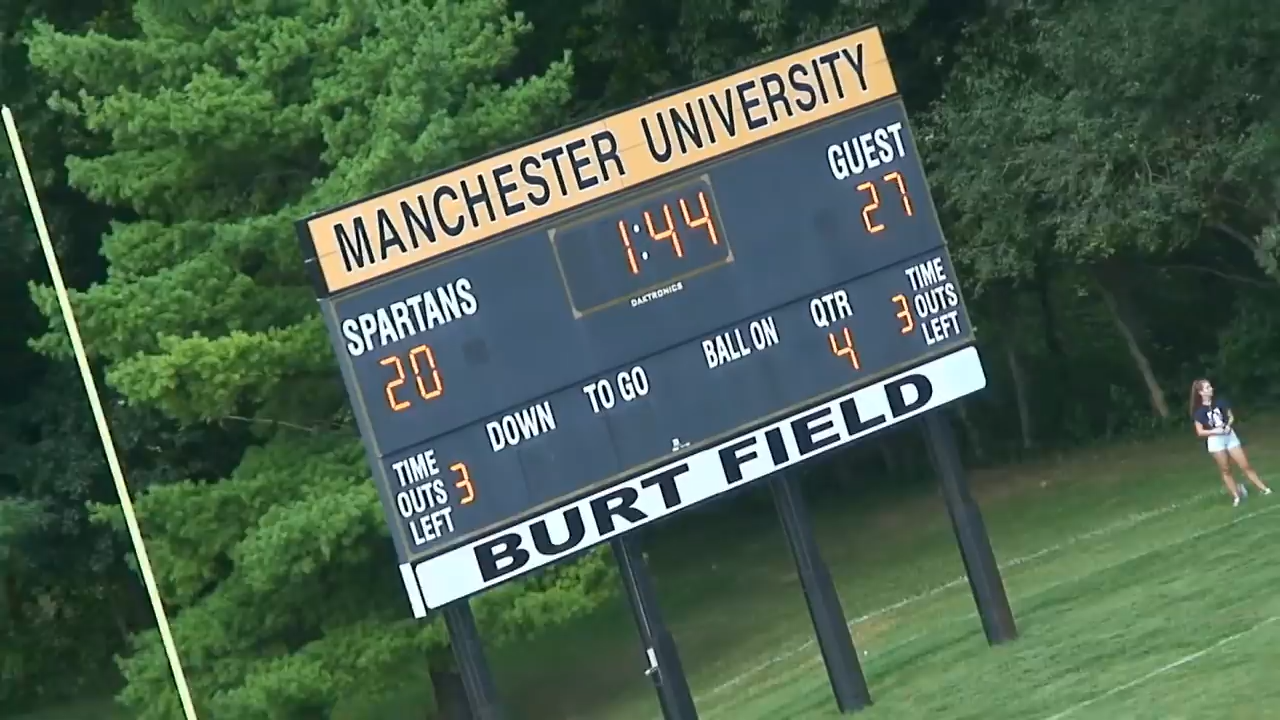 MANCHESTER UNIVERSITY
1:44
GUEST
27
DAKTRONICS
SPARTANS
20
DOWN
TO GO
BALL ON
QTR
4
3
TIME
OUTS
LEFT
TIME
OUTS
LEFT
3
BURT FIELD